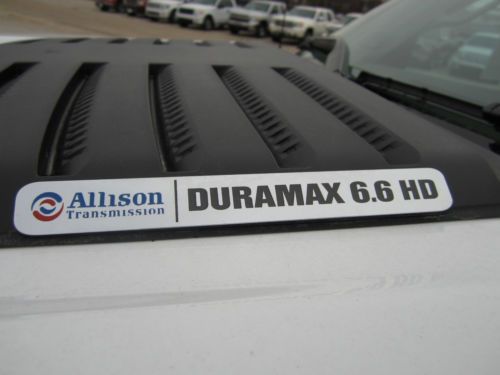 Allison
Transmission
DURAMAX 6.6 HD